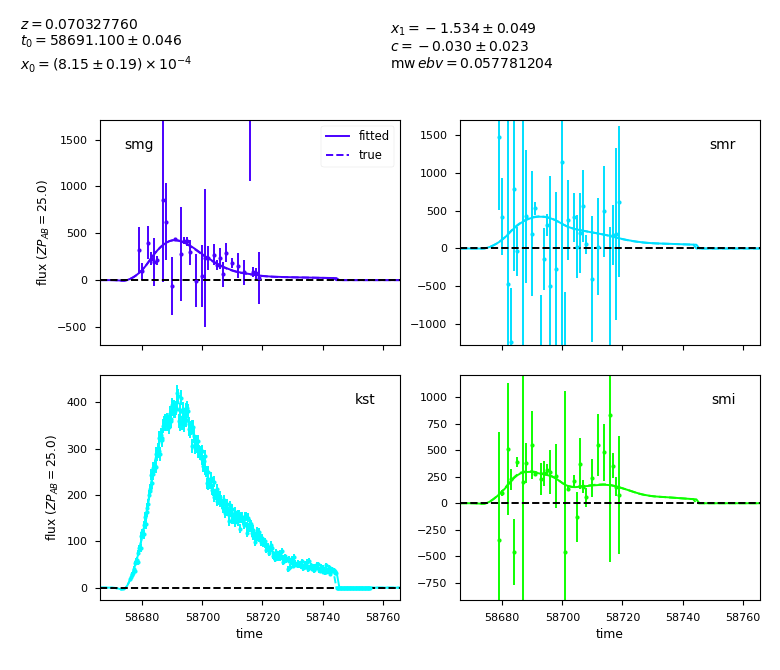 z = 0.070327760
t₀ = 58691.100 ± 0.046
x₀ = (8.15 ± 0.19) × 10⁻⁴
x₁ = −1.534 ± 0.049
c = −0.030 ± 0.023
mw ebv = 0.057781204
smg
fitted
true
1500
1000
500
0
−500
flux (ZP_AB = 25.0)
smr
1500
1000
500
0
−500
−1000
kst
400
300
200
100
0
flux (ZP_AB = 25.0)
58680 58700 58720 58740 58760
time
smi
1000
750
500
250
0
−250
−500
−750
58680 58700 58720 58740 58760
time